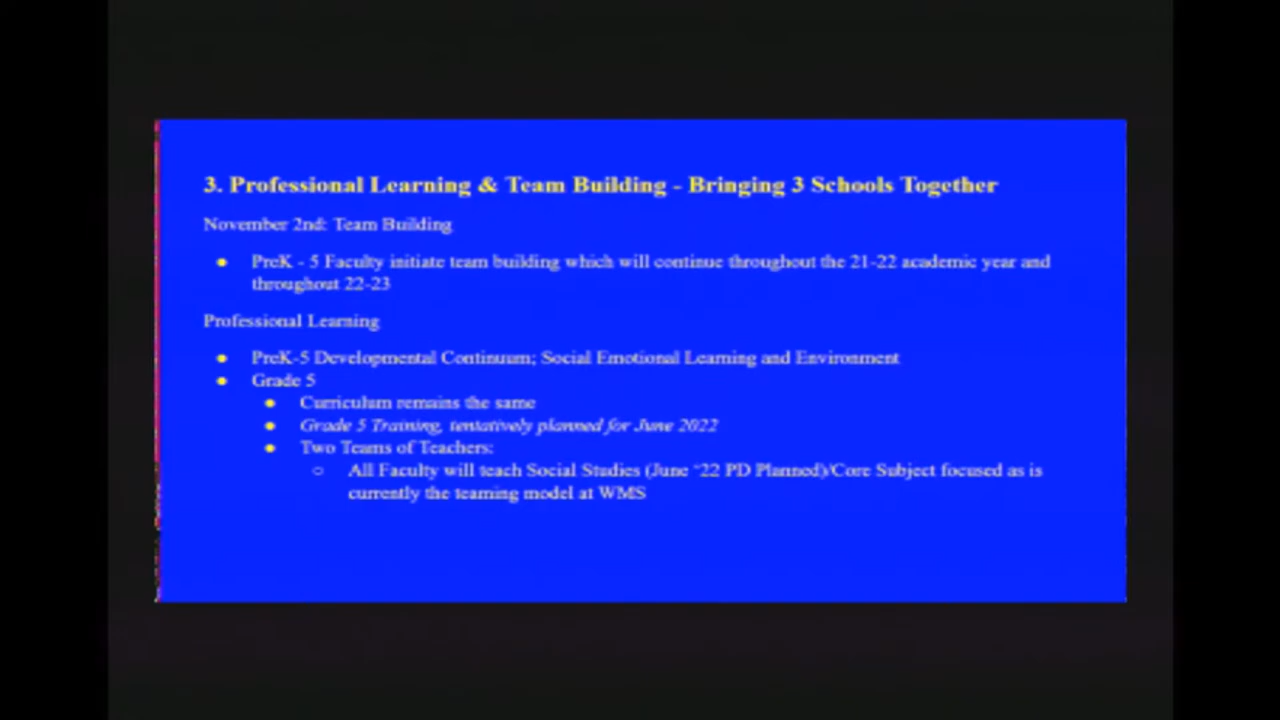 3. Professional Learning & Team Building - Bringing 3 Schools Together
November 2nd: Team Building
PreK - 5 Faculty initiate team building which will continue throughout the 21-22 academic year and
throughout 22-23
Professional Learning
PreK-5 Developmental Continuum; Social Emotional Learning and Environment
Grade 5
Curriculum remains the same
Grade 5 Training, tentatively planned for June 2022
Two Teams of Teachers:
All Faculty will teach Social Studies (June '22 PD Planned)/Core Subject focused as is
currently the teaming model at WMS